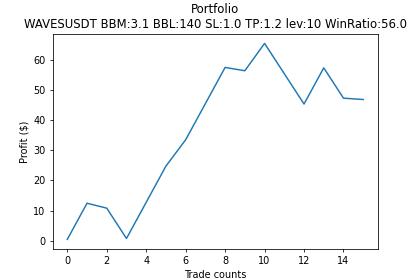 Portfolio
WAVESUSDT BBM:3.1 BBL:140 SL:1.0 TP:1.2 lev:10 WinRatio:56.0
60
50
40
30
20
10
0
Profit ($)
0 2 4 6 8 10 12 14
Trade counts